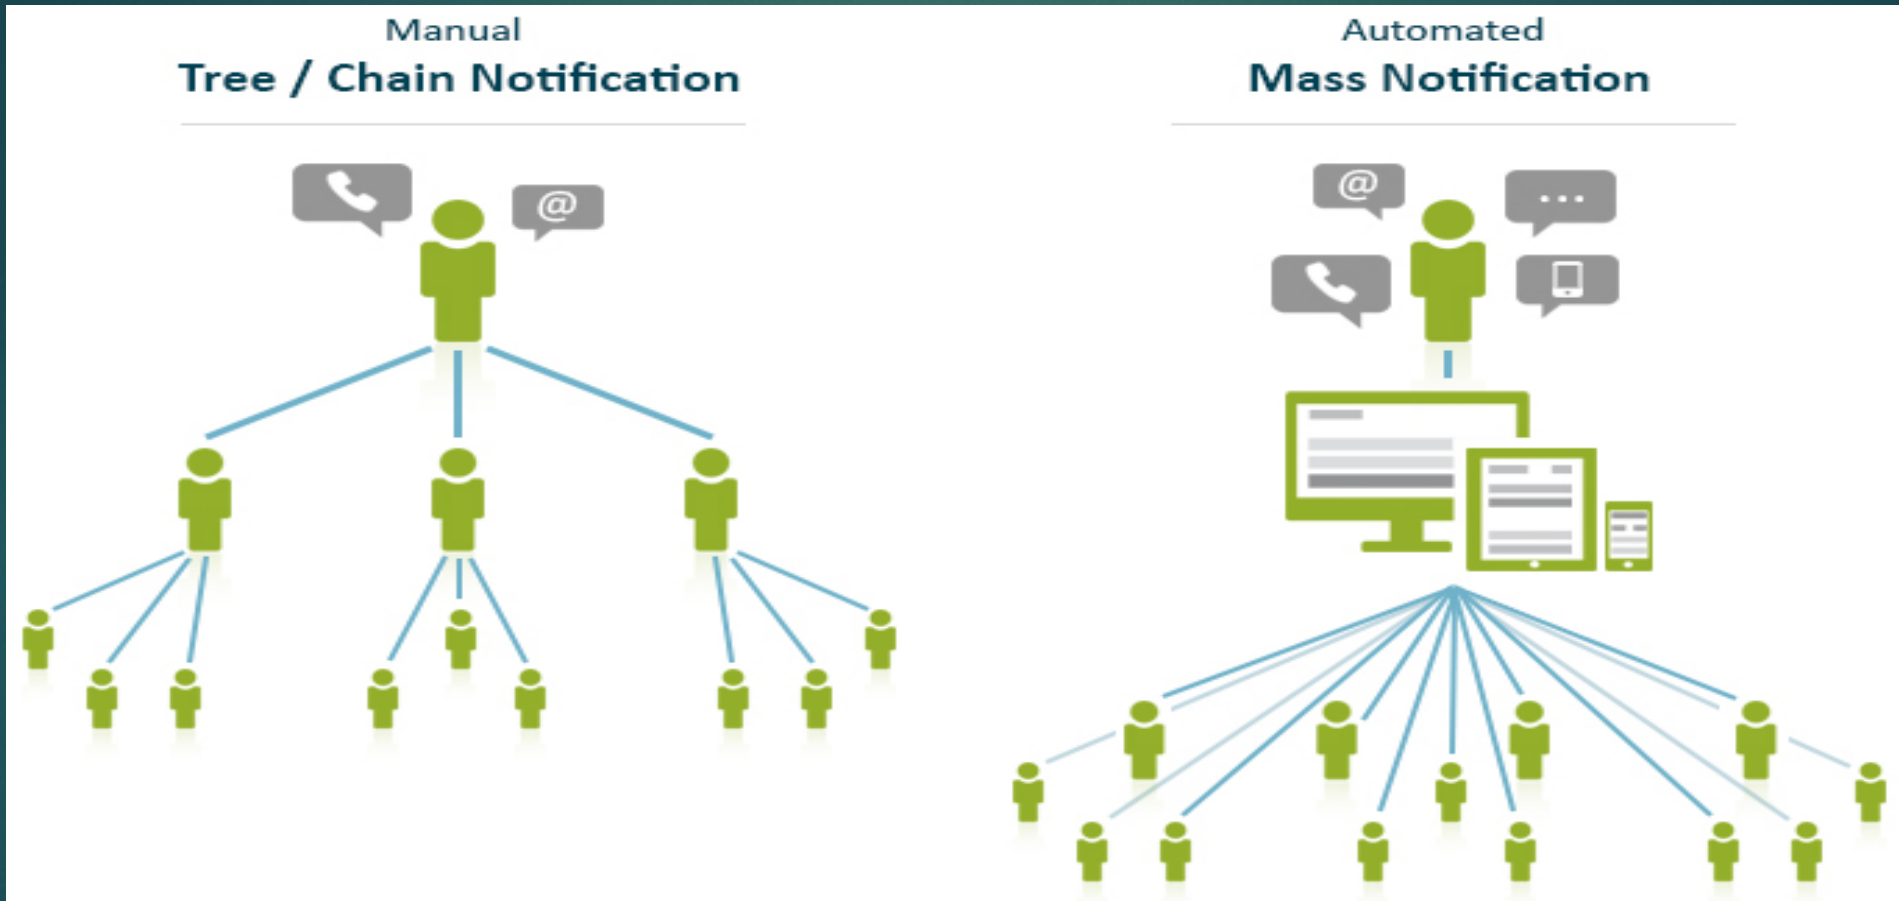 Manual
Tree / Chain Notification
@
Automated
Mass Notification
@
...